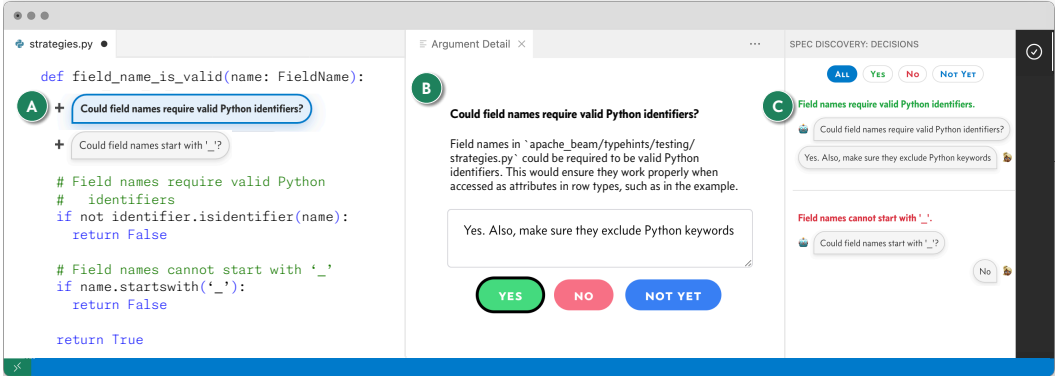 strategies.py
Argument Detail
SPEC DISCOVERY: DECISIONS
def field_name_is_valid(name: FieldName):
A
+ Could field names require valid Python identifiers?
+ Could field names start with '_'?
# Field names require valid Python
#   identifiers
if not identifier.isidentifier(name):
return False
# Field names cannot start with ‘_’
if name.startswith(‘_’):
return False
return True
B
Could field names require valid Python identifiers?
Field names in `apache_beam/typehints/testing/
strategies.py` could be required to be valid Python
identifiers. This would ensure they work properly when
accessed as attributes in row types, such as in the example.
Yes. Also, make sure they exclude Python keywords
YES
NO
NOT YET
ALL YES NO NOT YET
C
Field names require valid Python identifiers.
Could field names require valid Python identifiers?
Yes. Also, make sure they exclude Python keywords
Field names cannot start with '_'.
Could field names start with '_'?
No